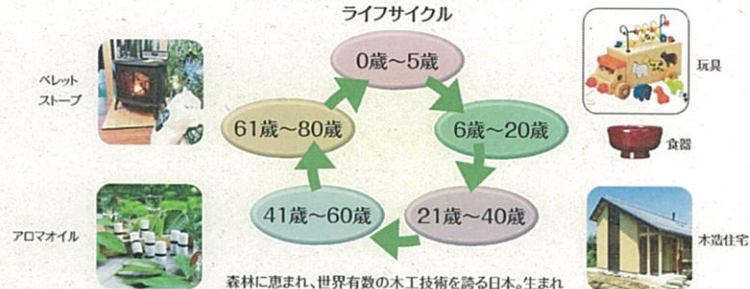 ライフサイクル
0歳～5歳
6歳～20歳
21歳～40歳
41歳～60歳
61歳～80歳
ペレット
ストーブ
アロマオイル
玩具
食器
木造住宅
森林に恵まれ、世界有数の木工技術を誇る日本。生まれ